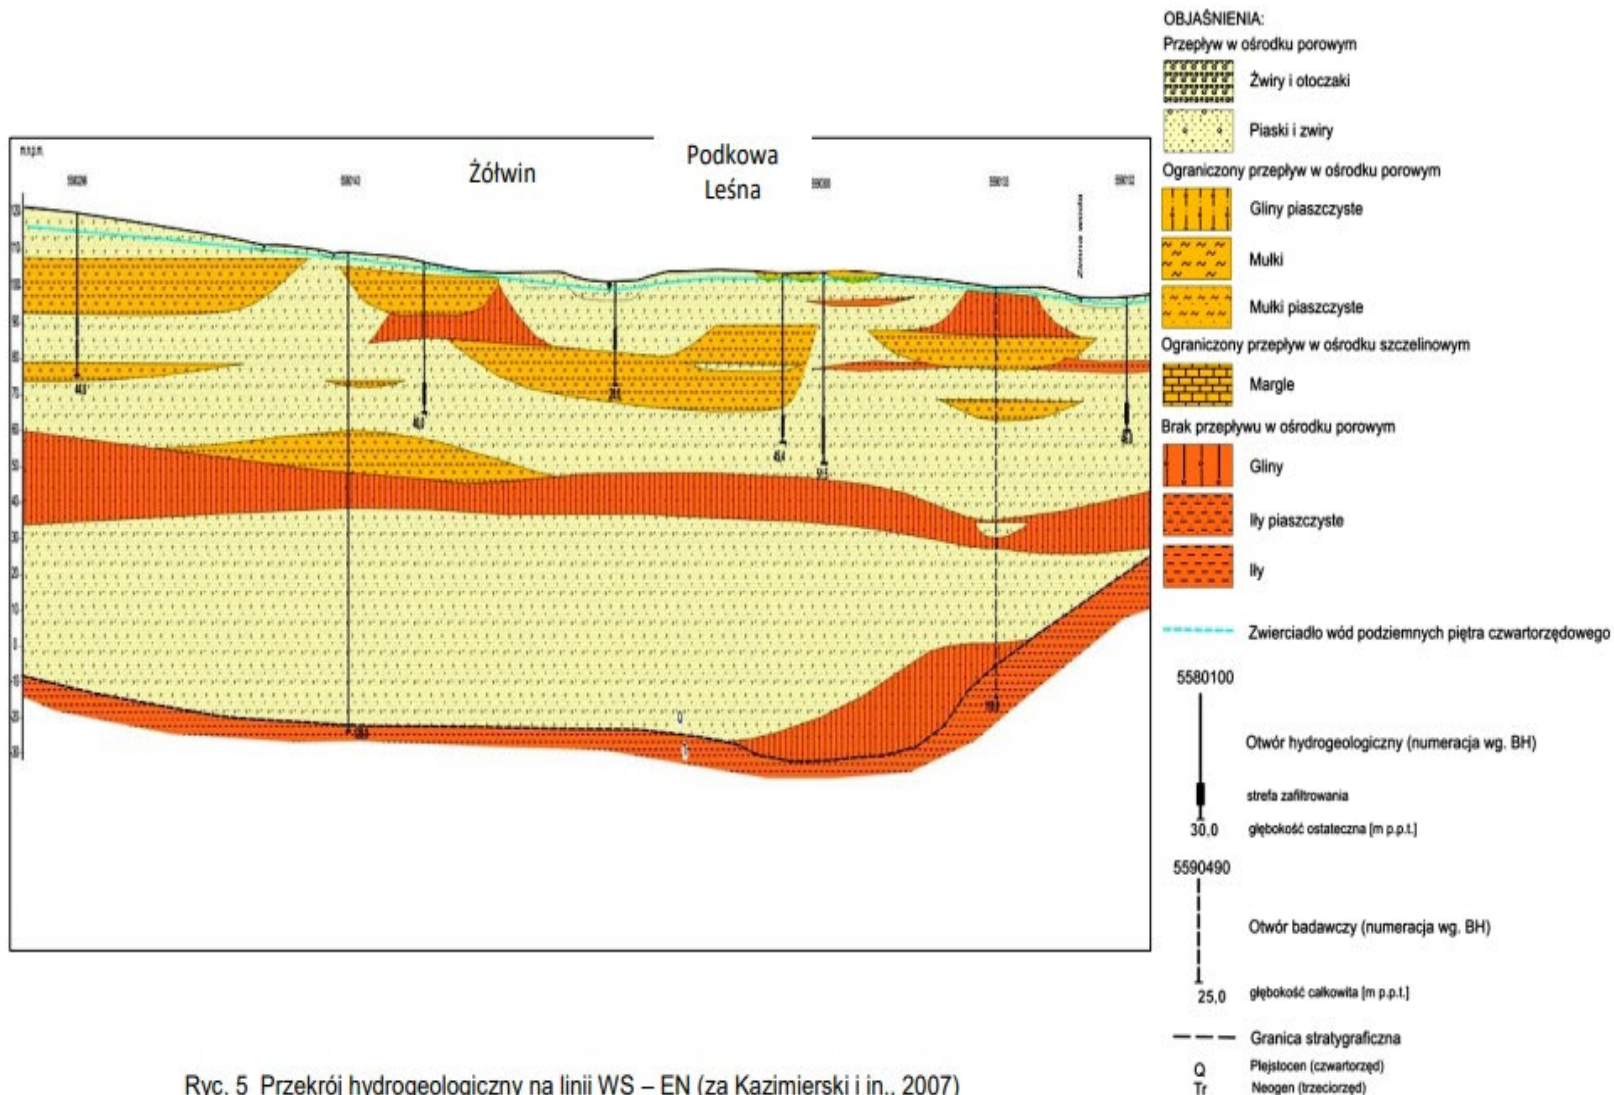 OBJAŚNIENIA:
Przepływ w ośrodku porowym
Żwiry i otoczaki
Piaski i zwiry
Ograniczony przepływ w ośrodku porowym
Gliny piaszczyste
Mułki
Mułki piaszczyste
Ograniczony przepływ w ośrodku szczelinowym
Margle
Brak przepływu w ośrodku porowym
Gliny
Iły piaszczyste
Iły
Zwierciadło wód podziemnych piętra czwartorzędowego
5580100
Otwór hydrogeologiczny (numeracja wg. BH)
strefa zafiltrowania
30,0 głębokość ostateczna [m p.p.t.]
5590490
Otwór badawczy (numeracja wg. BH)
25,0 głębokość całkowita [m p.p.t.]
Granica stratygraficzna
Q Plejstocen (czwartorzęd)
Tr Neogen (trzeciorzęd)
m n.p.m.
Żółwin
Podkowa
Leśna
Zimna woda
Q
Ryc. 5 Przekrój hydrogeologiczny na linii WS – EN (za Kazimierski i in., 2007)